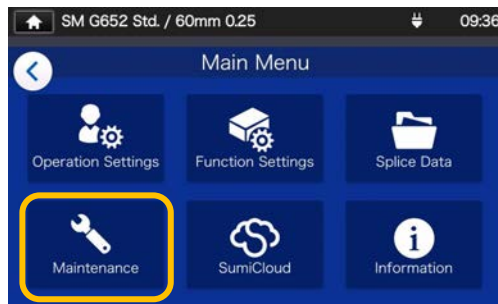 SM G652 Std. / 60mm 0.25 09:36
Main Menu
Operation Settings Function Settings Splice Data
Maintenance SumiCloud Information